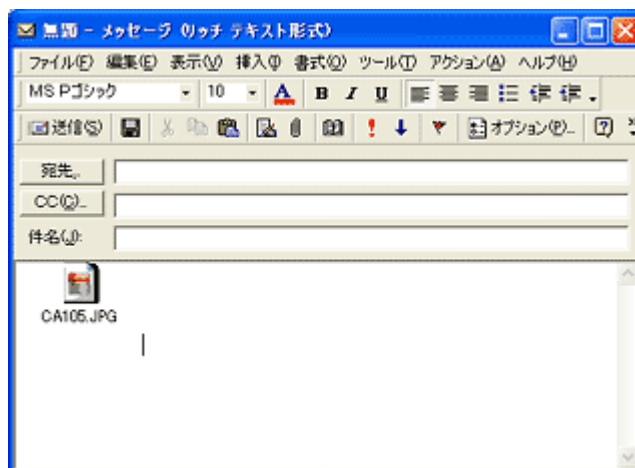 無題 - メッセージ (リッチ テキスト形式)
ファイル(F) 編集(E) 表示(V) 挿入(I) 書式(O) ツール(T) アクション(A) ヘルプ(H)
MS Pゴシック 10 A B I U
送信(S) オプション(P)...
宛先...
CC(C)...
件名(J):
CA105.JPG